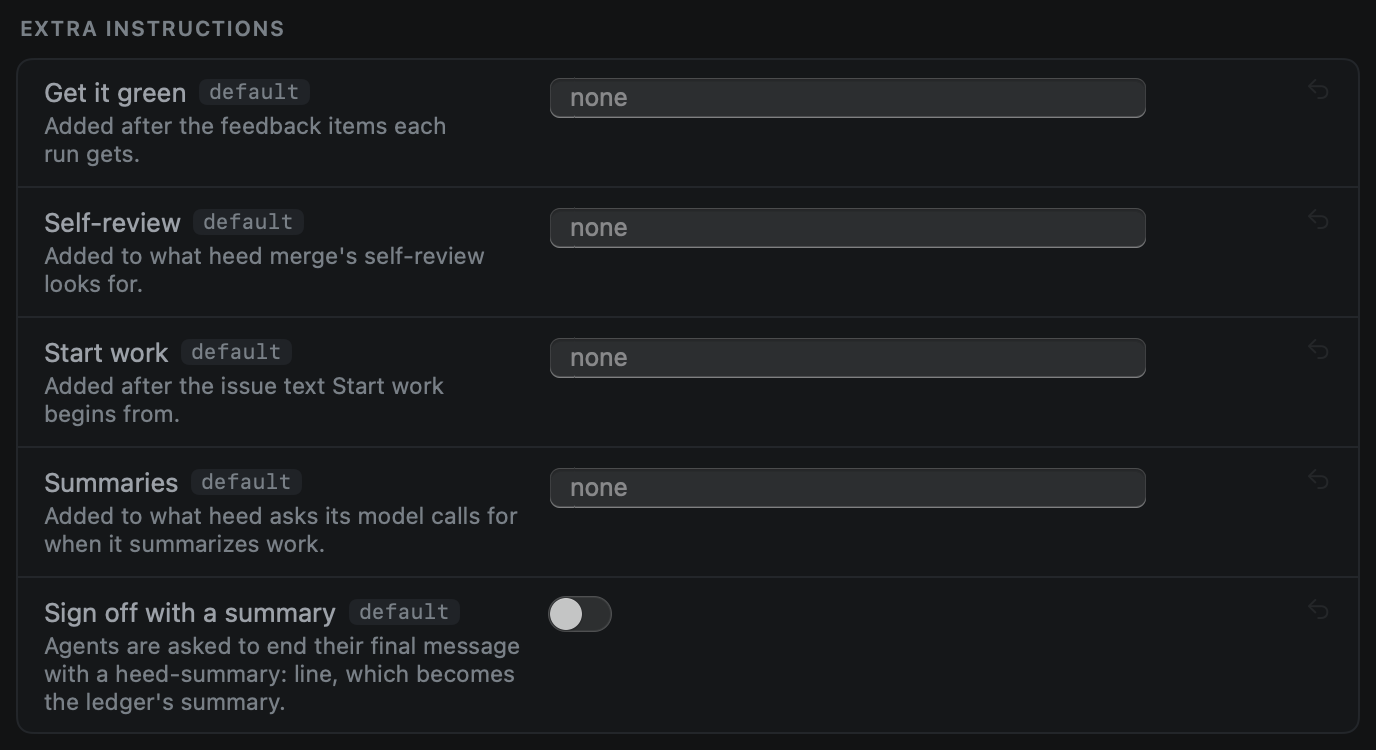 EXTRA INSTRUCTIONS
Get it green default
none
Added after the feedback items each
run gets.
Self-review default
none
Added to what heed merge's self-review
looks for.
Start work default
none
Added after the issue text Start work
begins from.
Summaries default
none
Added to what heed asks its model calls for
when it summarizes work.
Sign off with a summary default
Agents are asked to end their final message
with a heed-summary: line, which becomes
the ledger's summary.